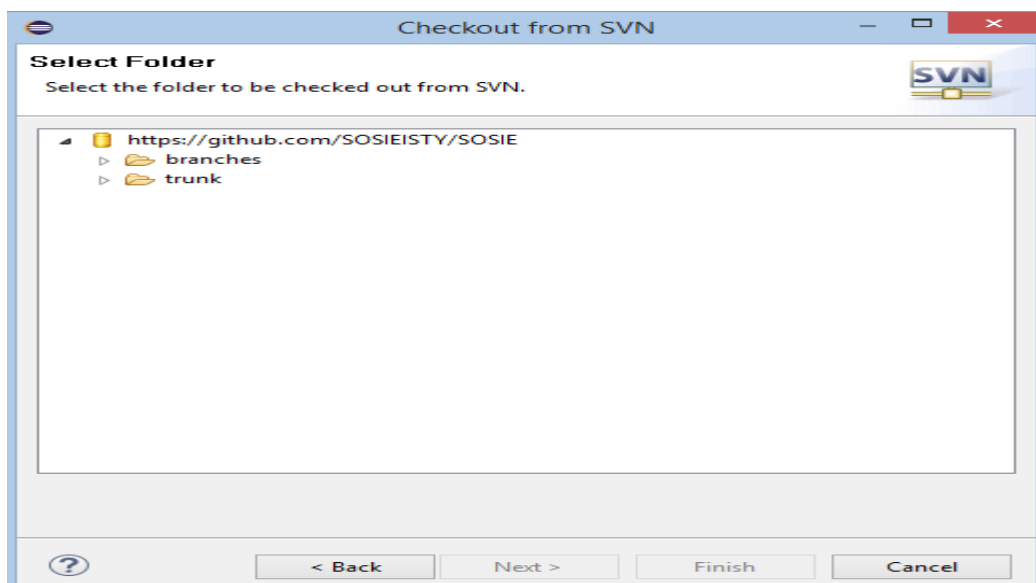 Checkout from SVN
Select Folder
Select the folder to be checked out from SVN.
SVN
https://github.com/SOSIEISTY/SOSIE
branches
trunk
? < Back Next > Finish Cancel